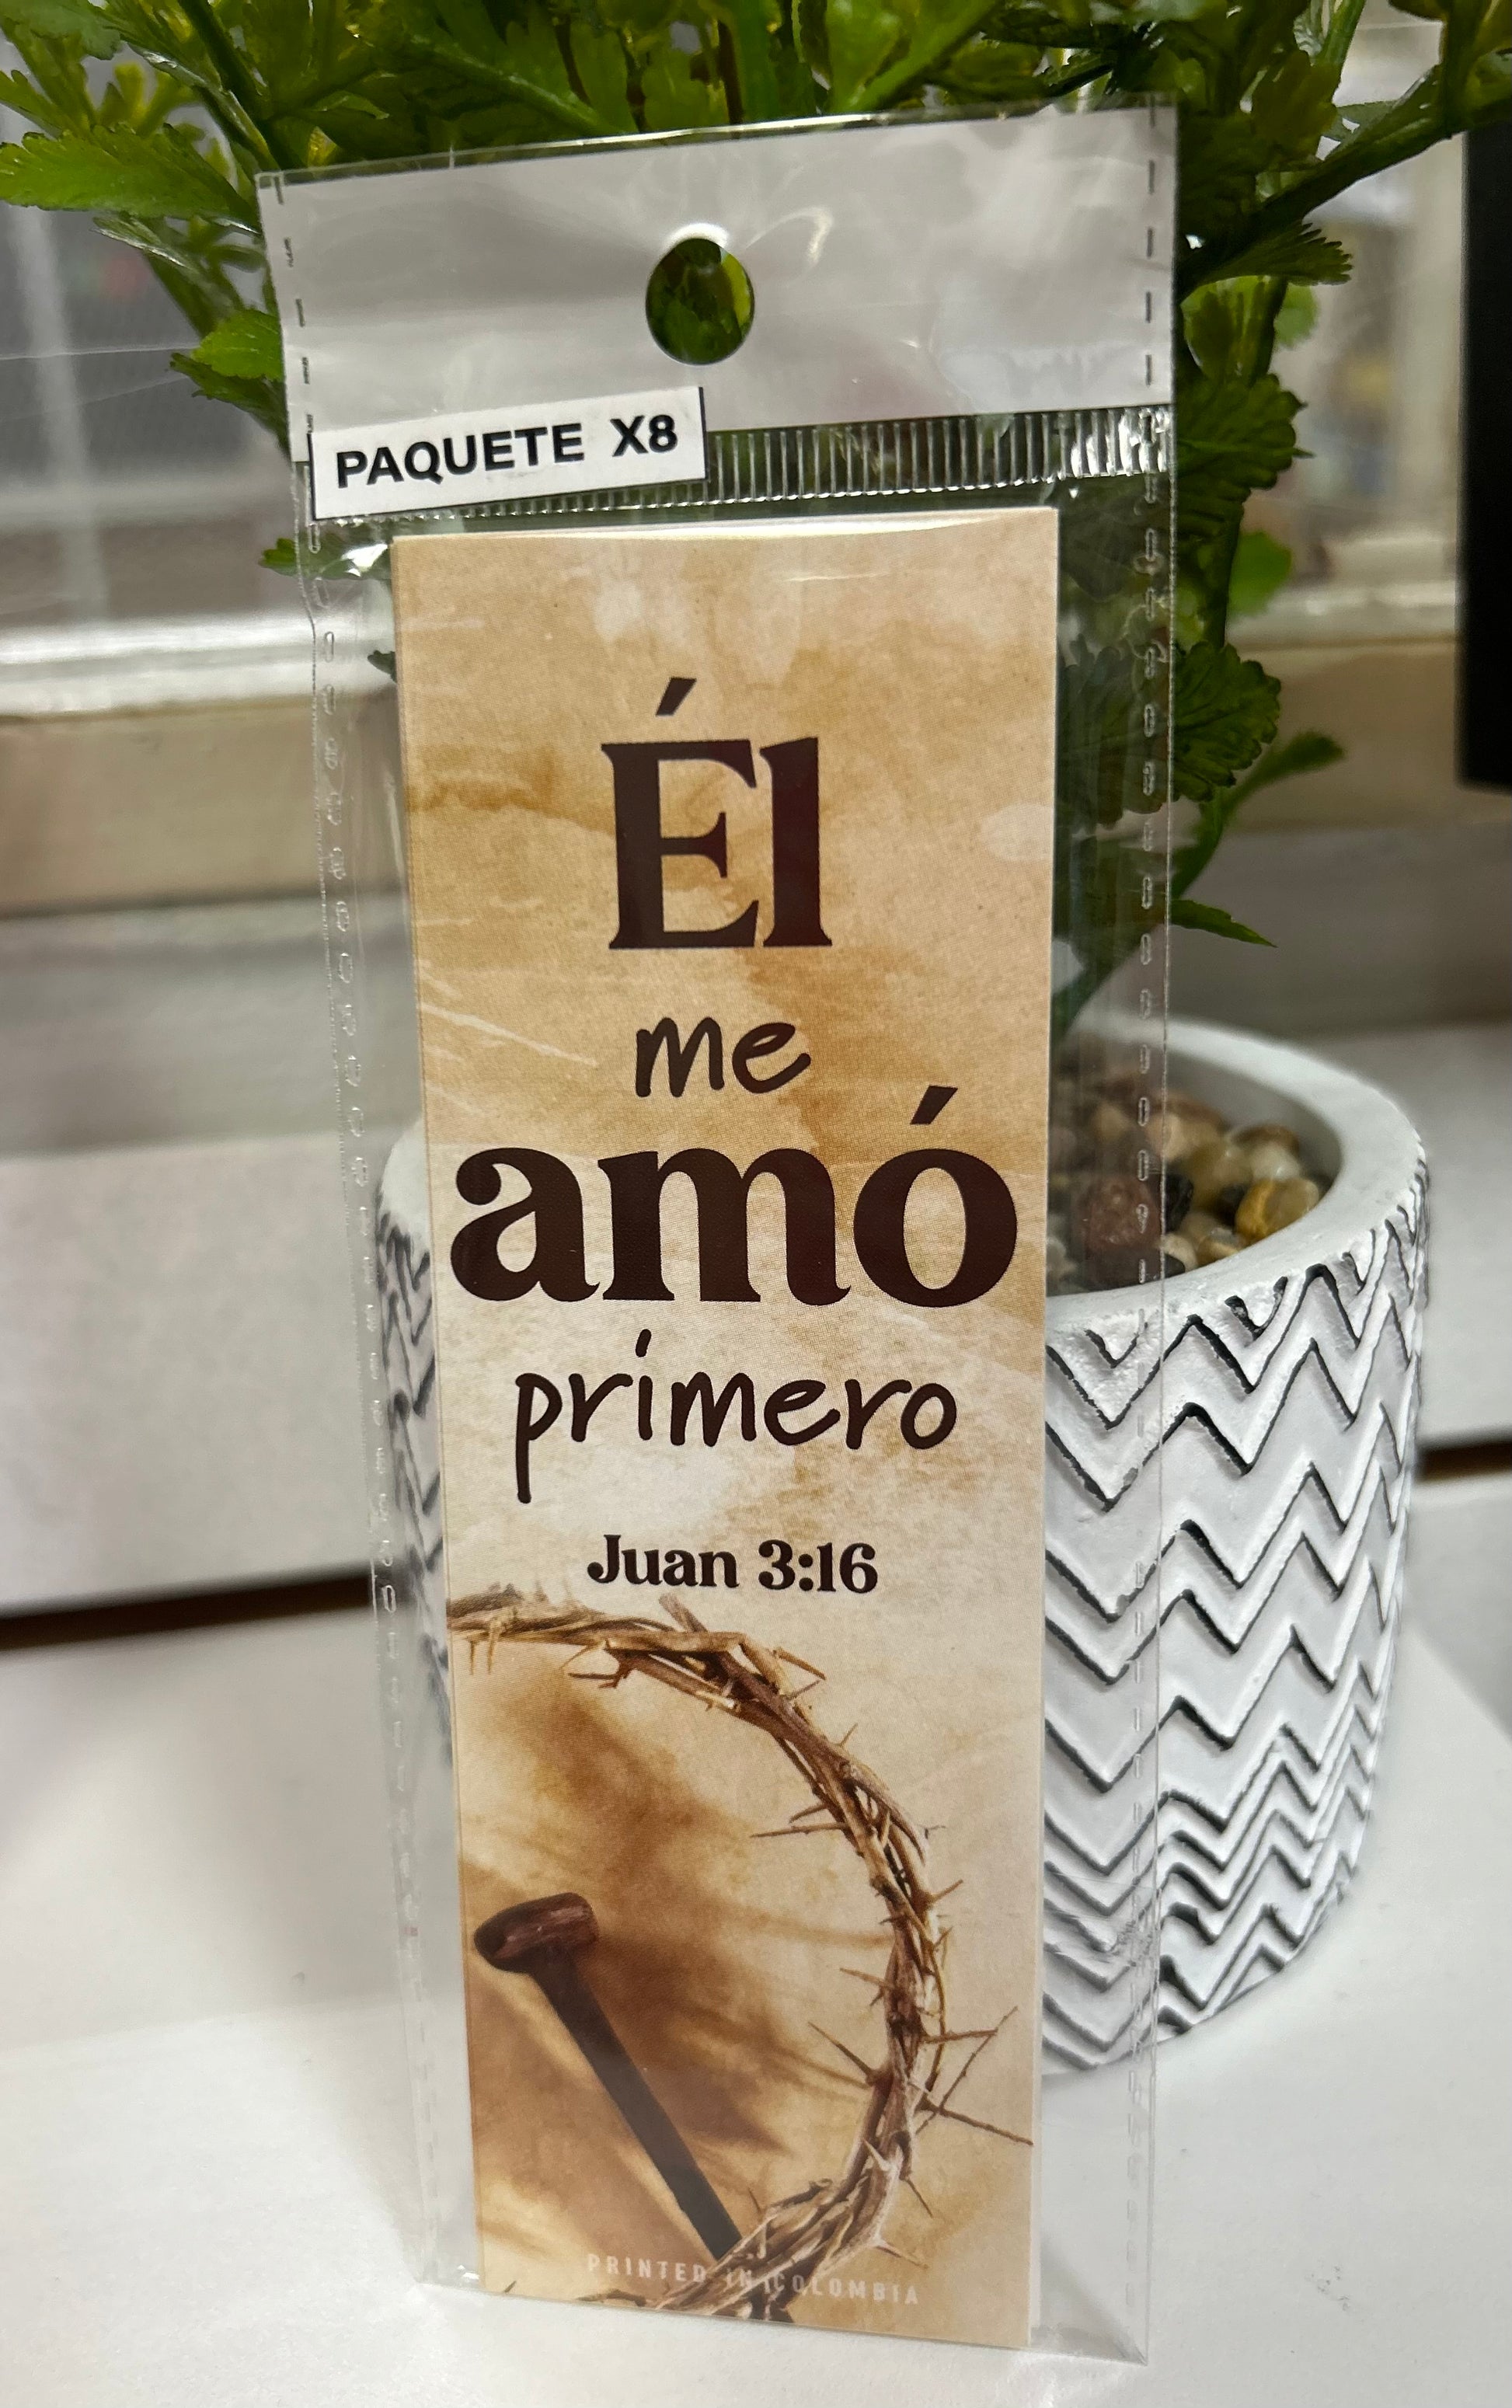 PAQUETE X8
Él
me
amó
primero
Juan 3:16
PRINTED IN COLOMBIA